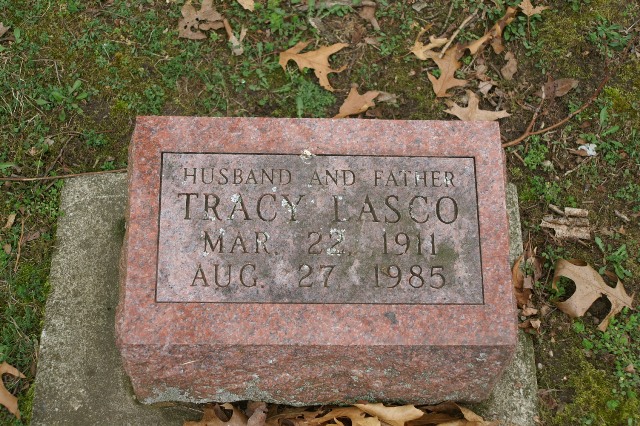 HUSBAND AND FATHER
TRACY LASCO
MAR. 22, 1911
AUG. 27, 1985